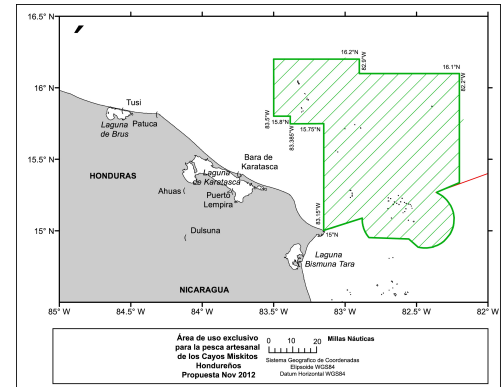 16.5° N
16° N
15.5° N
15° N
85° W
84.5° W
84° W
83.5° W
83° W
82.5° W
82° W
16.2°N
82.9°W
16.1°N
82.2°W
83.5°W
15.8°N
83.385°W
15.75°N
83.15°W
15°N
Tusi
Patuca
Laguna
de Brus
Bara de
Karatasca
Laguna
de Karatasca
HONDURAS
Ahuas
Puerto
Lempira
Dulsuna
Laguna
Bismuna Tara
NICARAGUA
Área de uso exclusivo
para la pesca artesanal
de los Cayos Miskitos
Hondureños
Propuesta Nov 2012
0 10 20 Millas Náuticas
Sistema Geografico de Coordenadas
Elipsoide WGS84
Datum Horizontal WGS84